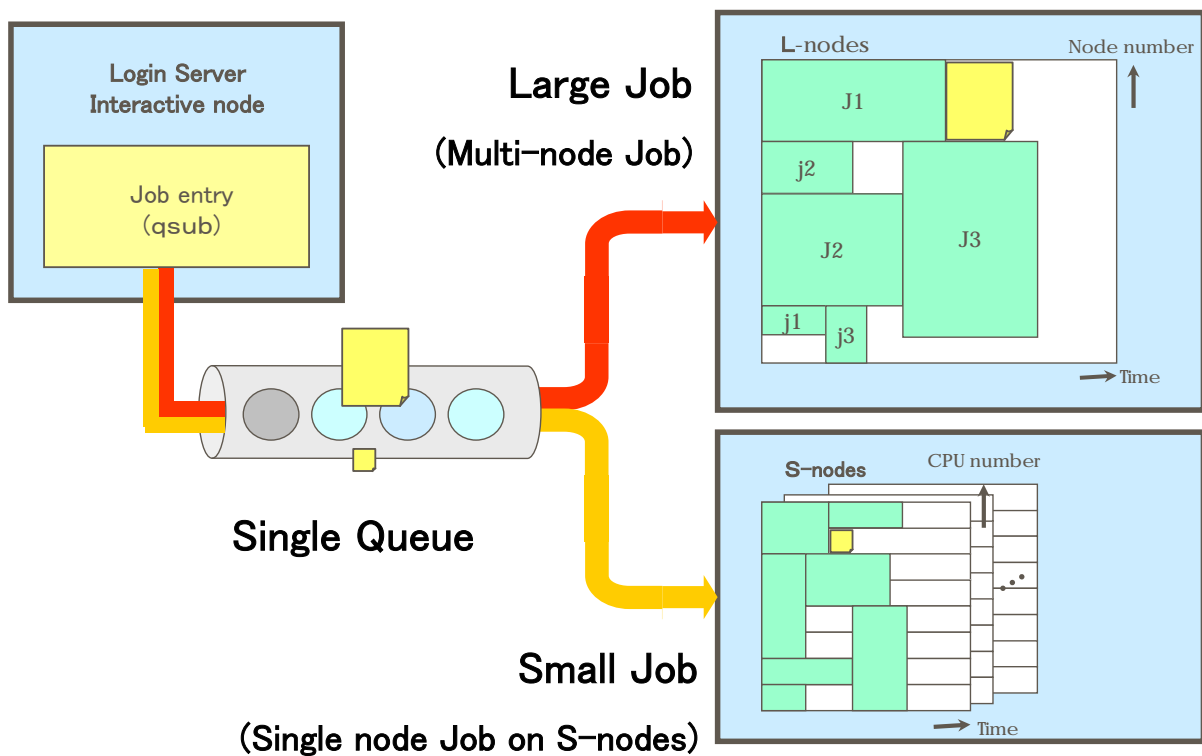 Login Server
Interactive node
Job entry
(qsub)
Single Queue
Large Job
(Multi-node Job)
L-nodes
Node number
J1
j2
J2
J3
j1
j3
Time
Small Job
(Single node Job on S-nodes)
S-nodes
CPU number
Time